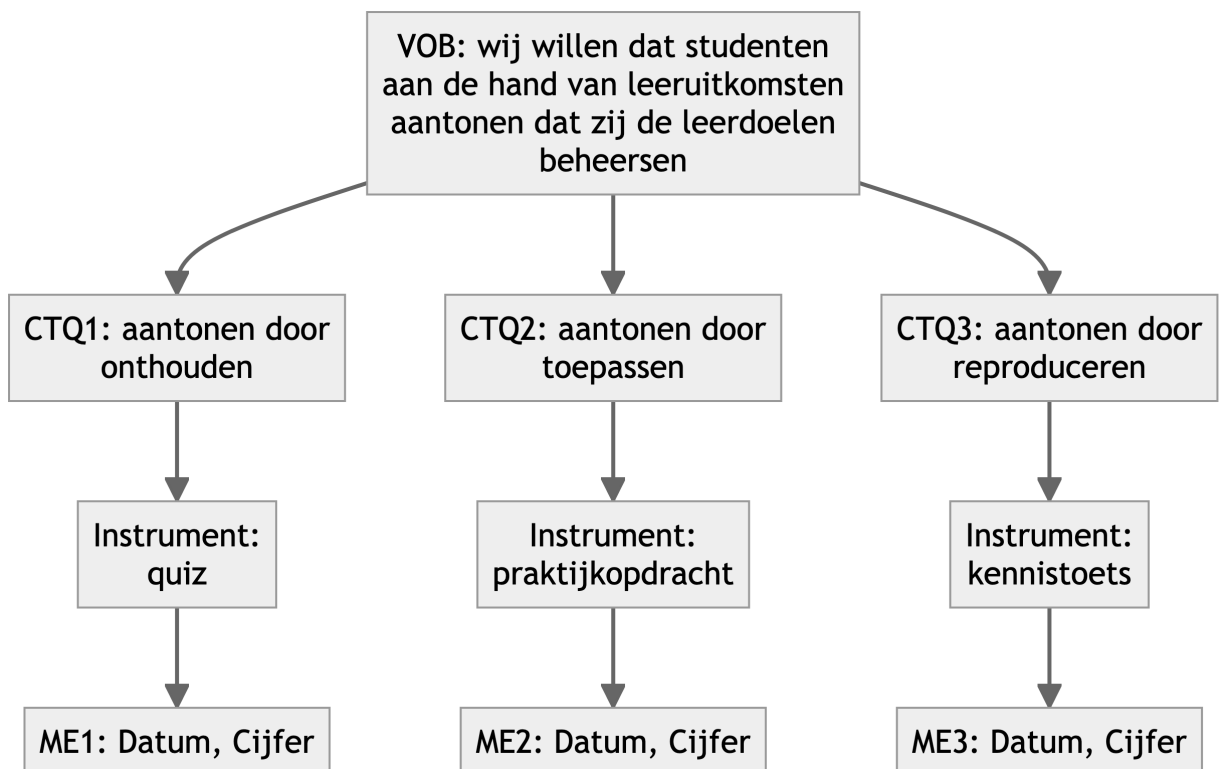 VOB: wij willen dat studenten
aan de hand van leeruitkomsten
aantonen dat zij de leerdoelen
beheersen
CTQ1: aantonen door
onthouden
CTQ2: aantonen door
toepassen
CTQ3: aantonen door
reproduceren
Instrument:
quiz
Instrument:
praktijkopdracht
Instrument:
kennistoets
ME1: Datum, Cijfer
ME2: Datum, Cijfer
ME3: Datum, Cijfer